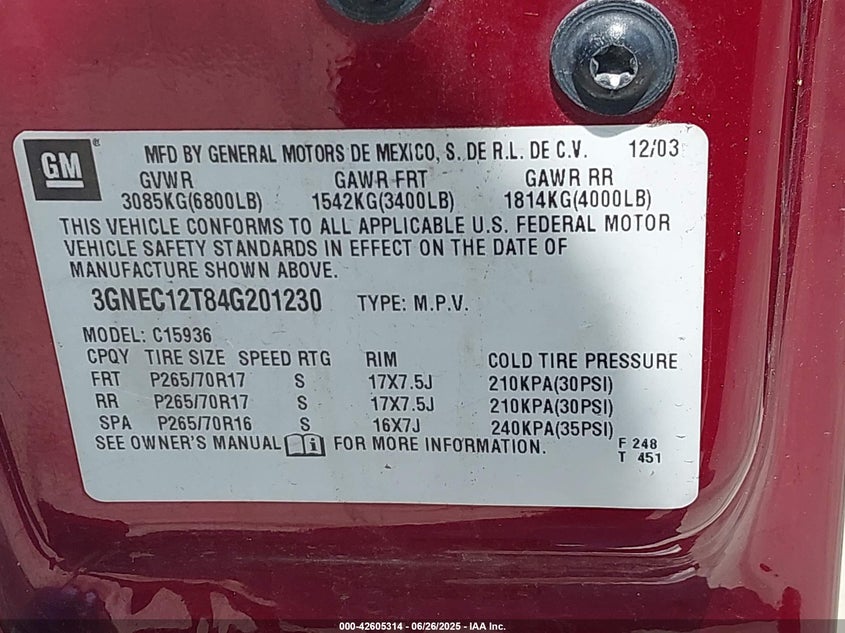 GM
®
MFD BY GENERAL MOTORS DE MEXICO, S. DE R.L. DE C.V. 12/03
GVWR GAWR FRT GAWR RR
3085KG(6800LB) 1542KG(3400LB) 1814KG(4000LB)
THIS VEHICLE CONFORMS TO ALL APPLICABLE U.S. FEDERAL MOTOR
VEHICLE SAFETY STANDARDS IN EFFECT ON THE DATE OF
MANUFACTURE SHOWN ABOVE.
3GNEC12T84G201230 TYPE: M.P.V.
MODEL: C15936
CPQY TIRE SIZE SPEED RTG RIM COLD TIRE PRESSURE
FRT P265/70R17 S 17X7.5J 210KPA(30PSI)
RR P265/70R17 S 17X7.5J 210KPA(30PSI)
SPA P265/70R16 S 16X7J 240KPA(35PSI)
SEE OWNER'S MANUAL i FOR MORE INFORMATION. F 248
T 451
000-42605314 - 06/26/2025 - IAA Inc.